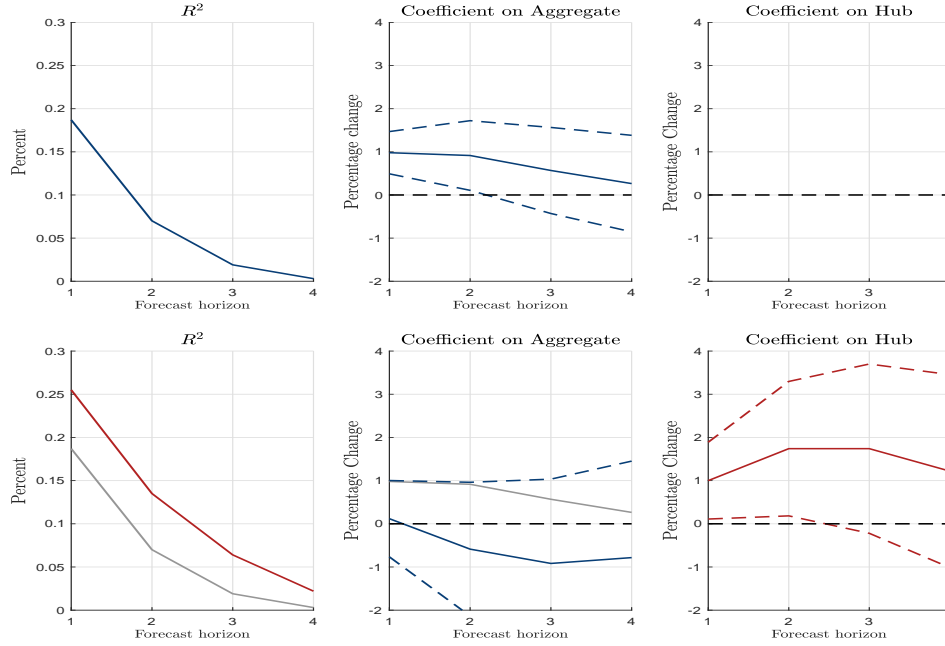 R²
Percent
0.3
0.25
0.2
0.15
0.1
0.05
0
1 2 3 4
Forecast horizon
Coefficient on Aggregate
Percentage change
4
3
2
1
0
-1
-2
1 2 3 4
Forecast horizon
Coefficient on Hub
Percentage Change
4
3
2
1
0
-1
-2
1 2 3
Forecast horizon
R²
Percent
0.3
0.25
0.2
0.15
0.1
0.05
0
1 2 3 4
Forecast horizon
Coefficient on Aggregate
Percentage Change
4
3
2
1
0
-1
-2
1 2 3 4
Forecast horizon
Coefficient on Hub
Percentage Change
4
3
2
1
0
-1
-2
1 2 3
Forecast horizon